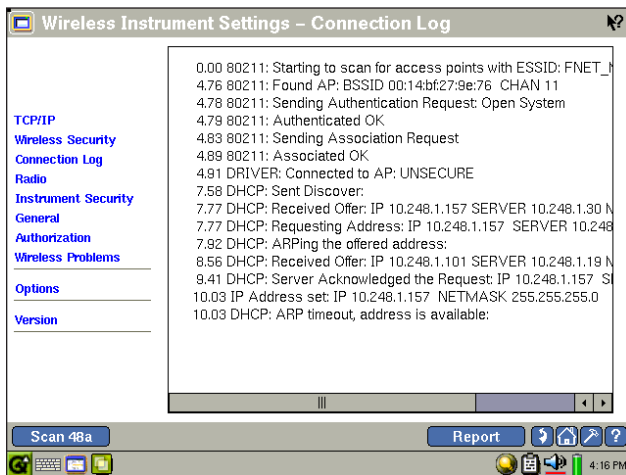 Wireless Instrument Settings – Connection Log
TCP/IP
Wireless Security
Connection Log
Radio
Instrument Security
General
Authorization
Wireless Problems
Options
Version
0.00 80211: Starting to scan for access points with ESSID: FNET_
4.76 80211: Found AP: BSSID 00:14:bf:27:9e:76 CHAN 11
4.78 80211: Sending Authentication Request: Open System
4.79 80211: Authenticated OK
4.83 80211: Sending Association Request
4.89 80211: Associated OK
4.91 DRIVER: Connected to AP: UNSECURE
7.58 DHCP: Sent Discover:
7.77 DHCP: Received Offer: IP 10.248.1.157 SERVER 10.248.1.30 N
7.77 DHCP: Requesting Address: IP 10.248.1.157 SERVER 10.248
7.92 DHCP: ARPing the offered address:
8.56 DHCP: Received Offer: IP 10.248.1.101 SERVER 10.248.1.19 N
9.41 DHCP: Server Acknowledged the Request: IP 10.248.1.157 S
10.03 IP Address set: IP 10.248.1.157 NETMASK 255.255.255.0
10.03 DHCP: ARP timeout, address is available:
Scan 48a
Report
?
4:16 PM